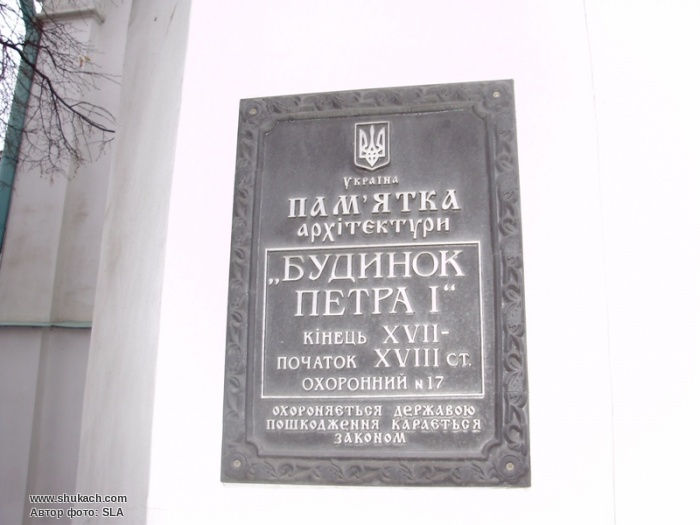 Україна
ПАМ'ЯТКА
архітектури
„БУДИНОК
ПЕТРА І“
КІНЕЦЬ XVII-
ПОЧАТОК XVIII СТ.
ОХОРОННИЙ N 17
ОХОРОНЯЄТЬСЯ ДЕРЖАВОЮ
ПОШКОДЖЕННЯ КАРАЄТЬСЯ
ЗАКОНОМ
www.shukach.com
Автор фото: SLA